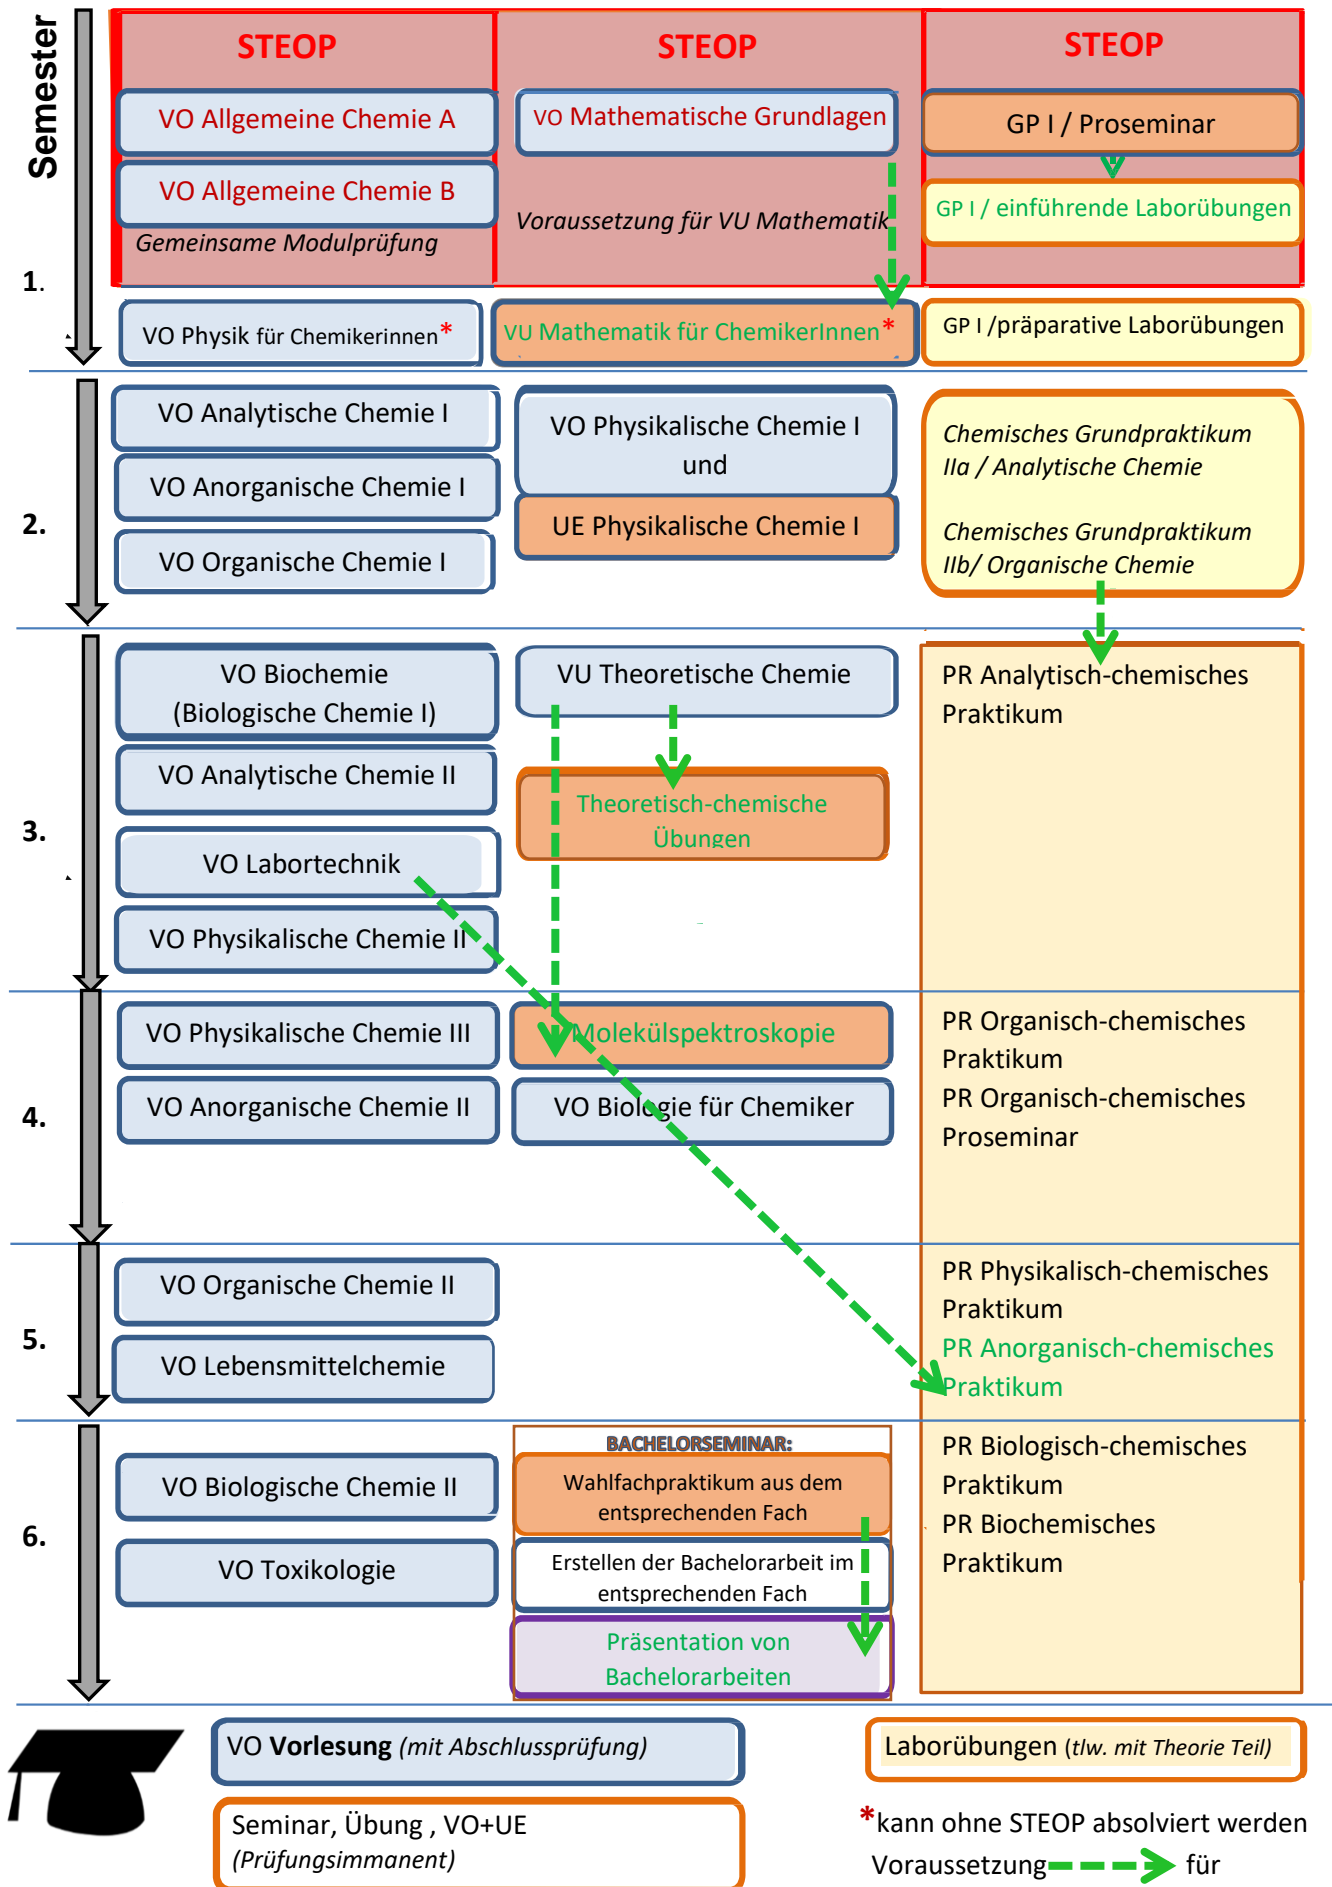 Semester
STEOP
STEOP
STEOP
VO Allgemeine Chemie A
VO Mathematische Grundlagen
GP I / Proseminar
VO Allgemeine Chemie B
Voraussetzung für VU Mathematik
GP I / einführende Laborübungen
Gemeinsame Modulprüfung
1.
VO Physik für Chemikerinnen*
VU Mathematik für ChemikerInnen*
GP I /präparative Laborübungen
2.
VO Analytische Chemie I
VO Anorganische Chemie I
VO Organische Chemie I
VO Physikalische Chemie I
und
UE Physikalische Chemie I
Chemisches Grundpraktikum
IIa / Analytische Chemie
Chemisches Grundpraktikum
IIb/ Organische Chemie
3.
VO Biochemie
(Biologische Chemie I)
VO Analytische Chemie II
VO Labortechnik
VO Physikalische Chemie II
VU Theoretische Chemie
Theoretisch-chemische
Übungen
PR Analytisch-chemisches
Praktikum
4.
VO Physikalische Chemie III
VO Anorganische Chemie II
Molekülspektroskopie
VO Biologie für Chemiker
PR Organisch-chemisches
Praktikum
PR Organisch-chemisches
Proseminar
5.
VO Organische Chemie II
VO Lebensmittelchemie
PR Physikalisch-chemisches
Praktikum
PR Anorganisch-chemisches
Praktikum
6.
VO Biologische Chemie II
VO Toxikologie
BACHELORSEMINAR:
Wahlfachpraktikum aus dem
entsprechenden Fach
Erstellen der Bachelorarbeit im
entsprechenden Fach
Präsentation von
Bachelorarbeiten
PR Biologisch-chemisches
Praktikum
PR Biochemisches
Praktikum
VO Vorlesung (mit Abschlussprüfung)
Laborübungen (tlw. mit Theorie Teil)
Seminar, Übung , VO+UE
(Prüfungsimmanent)
*kann ohne STEOP absolviert werden
Voraussetzung für